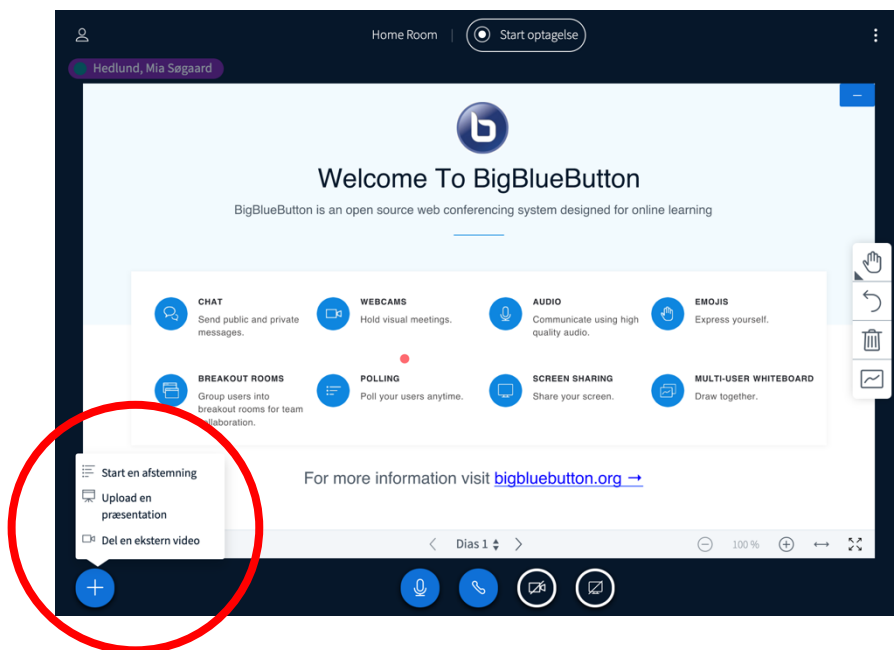 Home Room | Start optagelse
Hedlund, Mia Søgaard
b
Welcome To BigBlueButton
BigBlueButton is an open source web conferencing system designed for online learning
CHAT
Send public and private
messages.
WEBCAMS
Hold visual meetings.
AUDIO
Communicate using high
quality audio.
EMOJIS
Express yourself.
BREAKOUT ROOMS
Group users into
breakout rooms for team
collaboration.
POLLING
Poll your users anytime.
SCREEN SHARING
Share your screen.
MULTI-USER WHITEBOARD
Draw together.
For more information visit bigbluebutton.org →
Start en afstemning
Upload en
præsentation
Del en ekstern video
Dias 1
100 %